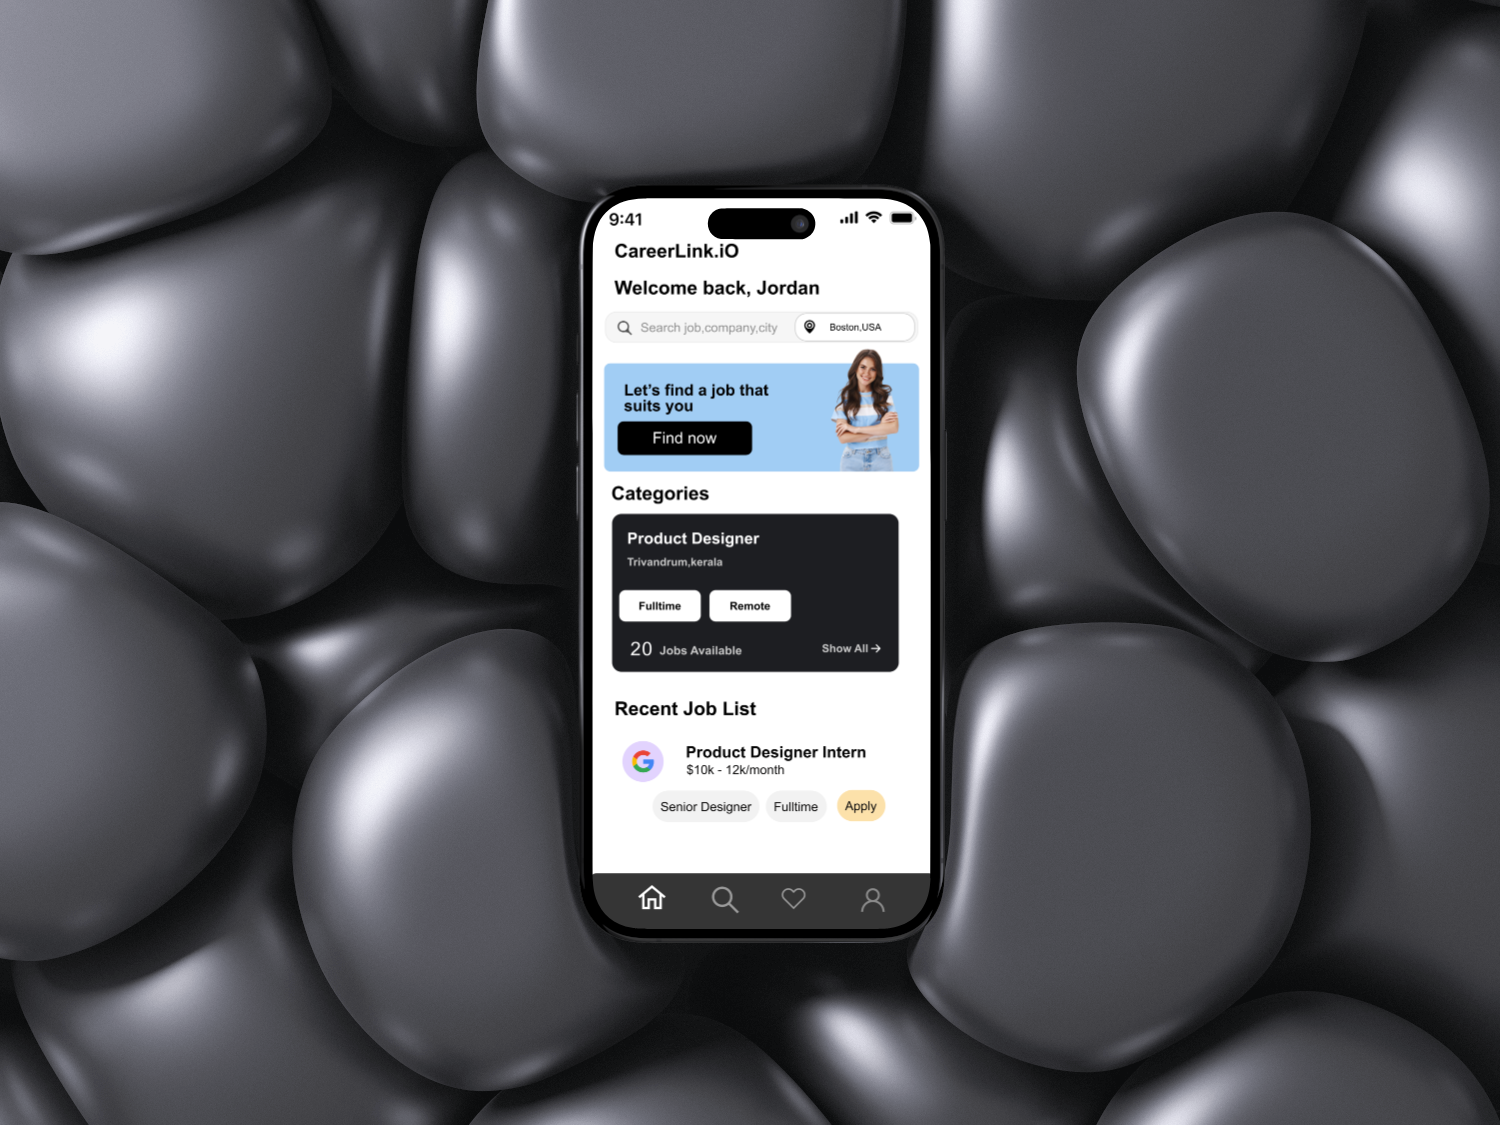 9:41
CareerLink.iO
Welcome back, Jordan
Search job,company,city
Boston,USA
Let's find a job that
suits you
Find now
Categories
Product Designer
Trivandrum,kerala
Fulltime
Remote
20 Jobs Available
Show All
Recent Job List
Product Designer Intern
$10k - 12k/month
Senior Designer
Fulltime
Apply